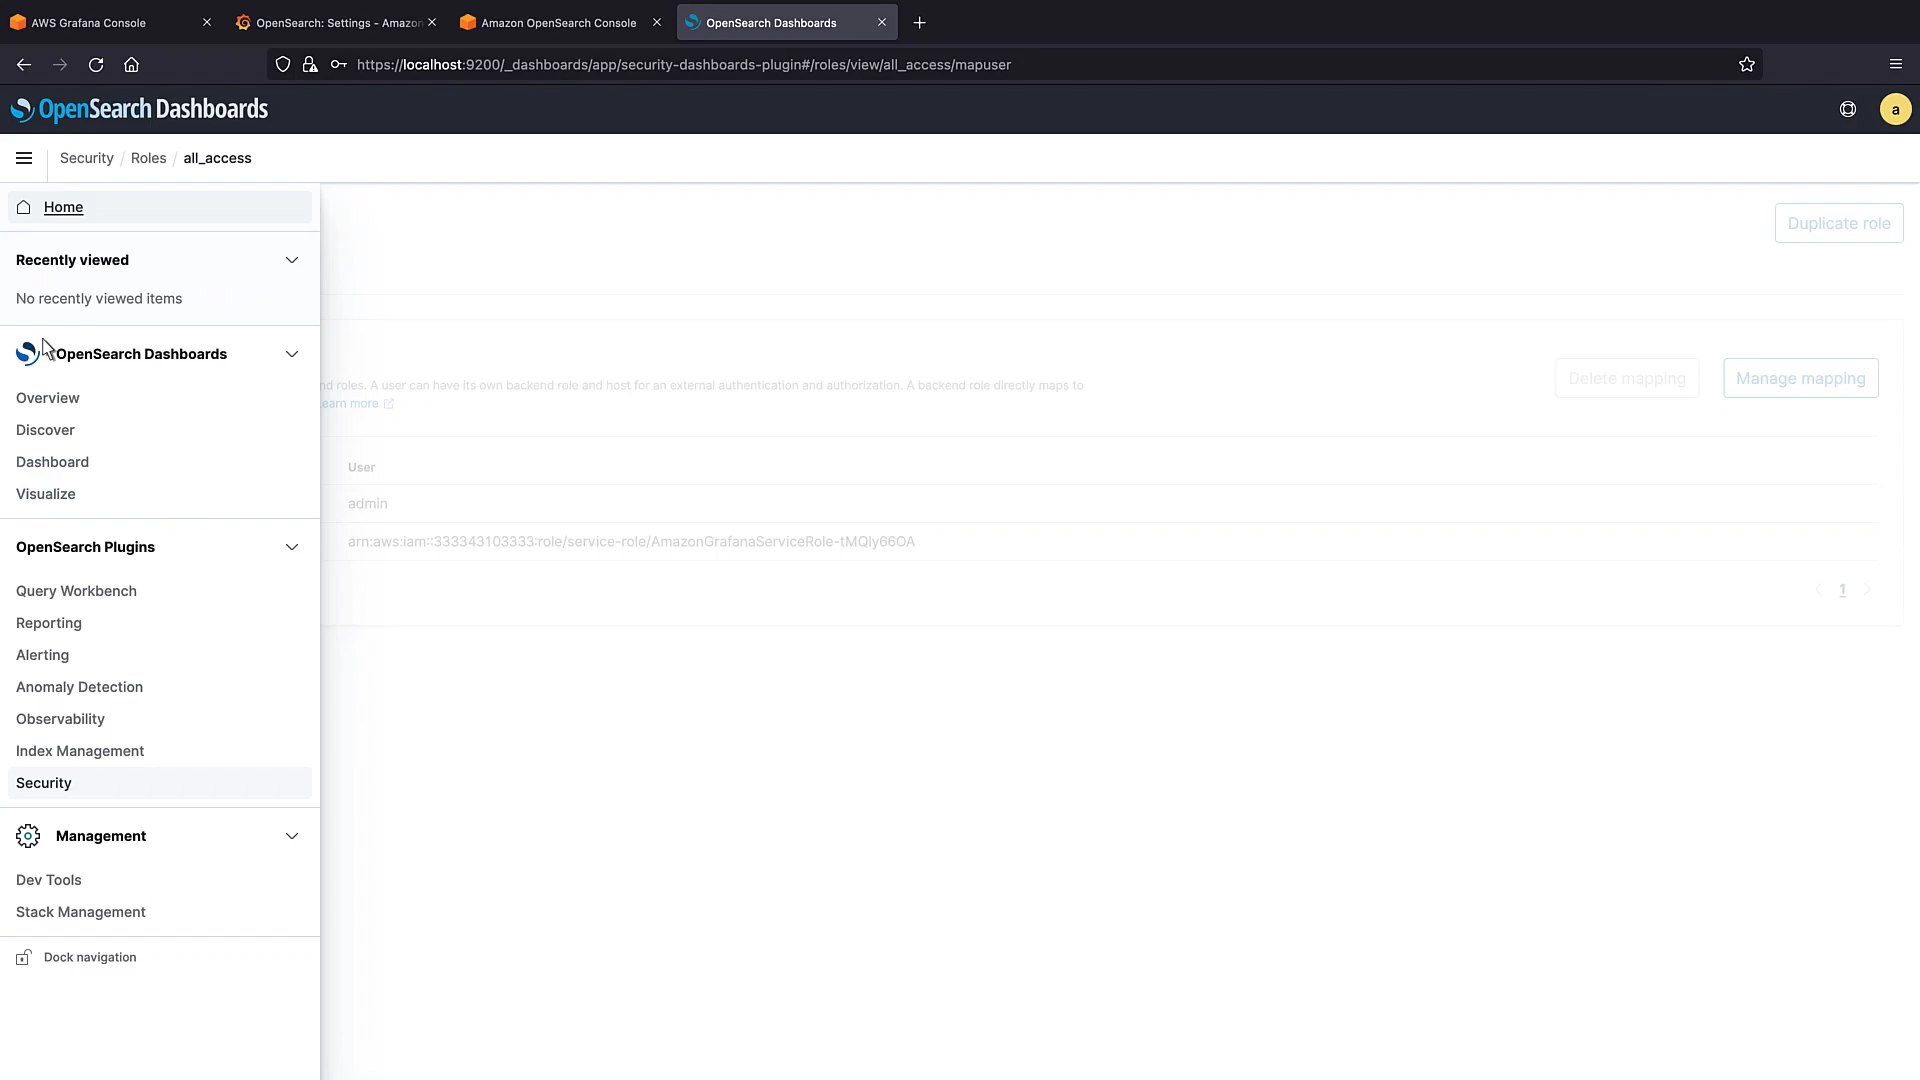 AWS Grafana Console
OpenSearch: Settings - Amazon
Amazon OpenSearch Console
OpenSearch Dashboards
https://localhost:9200/_dashboards/app/security-dashboards-plugin#/roles/view/all_access/mapuser
OpenSearch Dashboards
a
Security / Roles / all_access
Home
Duplicate role
Recently viewed
No recently viewed items
OpenSearch Dashboards
nd roles. A user can have its own backend role and host for an external authentication and authorization. A backend role directly maps to
earn more
Delete mapping
Manage mapping
Overview
Discover
Dashboard
Visualize
User
admin
arn:aws:iam::333343103333:role/service-role/AmazonGrafanaServiceRole-tMQly66OA
1
OpenSearch Plugins
Query Workbench
Reporting
Alerting
Anomaly Detection
Observability
Index Management
Security
Management
Dev Tools
Stack Management
Dock navigation